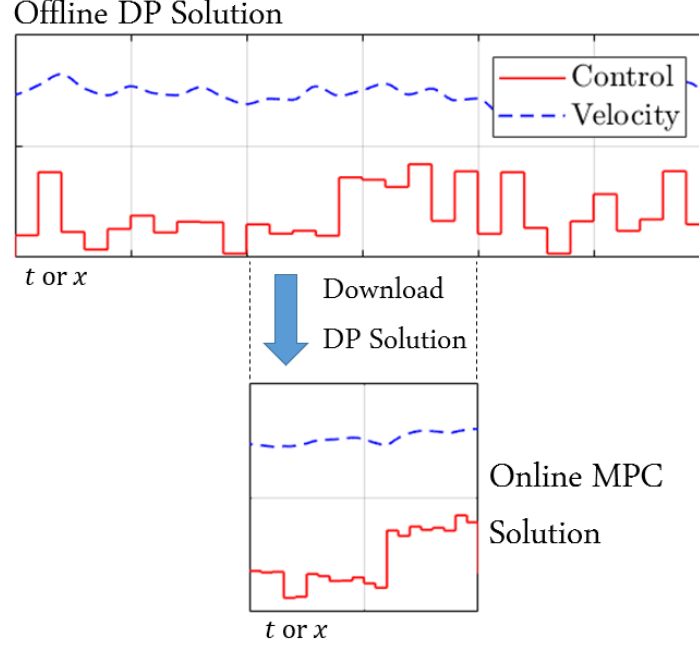 Offline DP Solution
Control
Velocity
t or x
Download
DP Solution
Online MPC
Solution
t or x